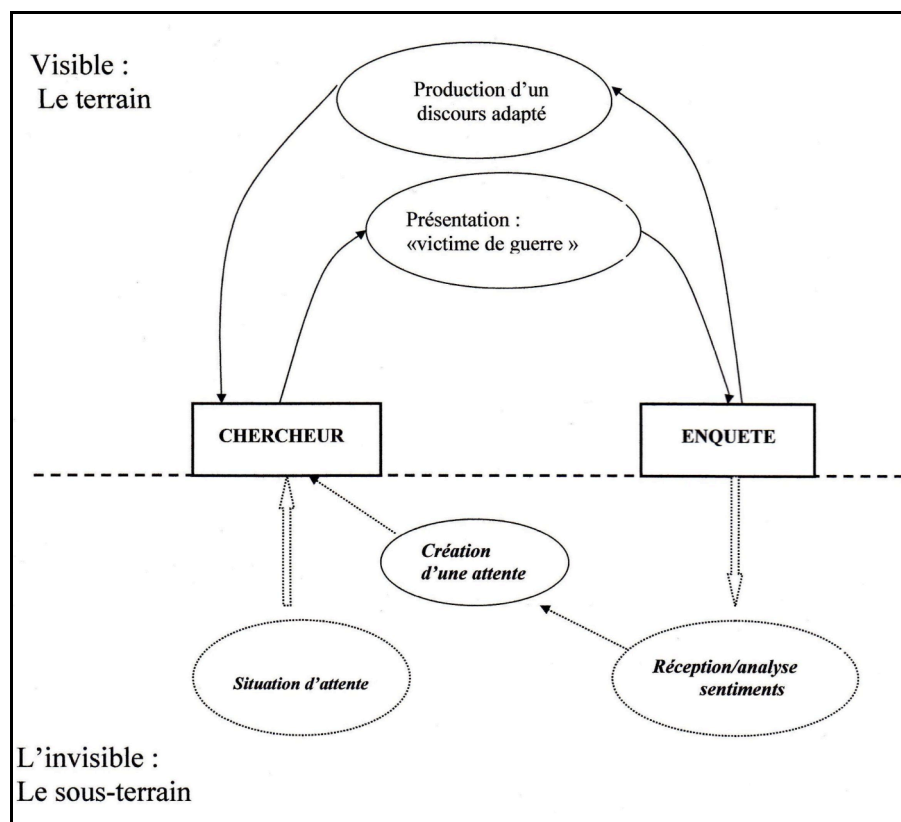 Visible :
Le terrain
Production d’un
discours adapté
Présentation :
«victime de guerre »
CHERCHEUR
ENQUETE
Création
d’une attente
Situation d’attente
Réception/analyse
sentiments
L’invisible :
Le sous-terrain